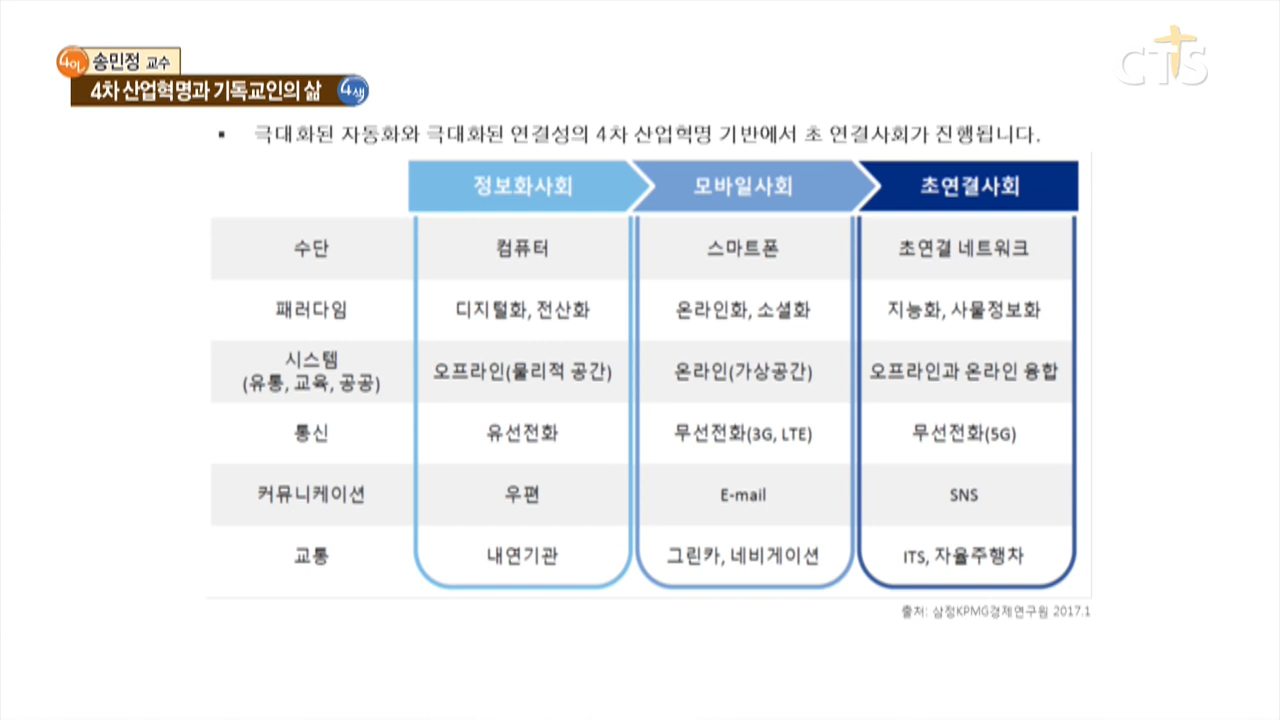 4인 송민정 교수
CTS
4차 산업혁명과 기독교인의 삶 4색
▪ 극대화된 자동화와 극대화된 연결성의 4차 산업혁명 기반에서 초 연결사회가 진행됩니다.
정보화사회 모바일사회 초연결사회
수단 컴퓨터 스마트폰 초연결 네트워크
패러다임 디지털화, 전산화 온라인화, 소셜화 지능화, 사물정보화
시스템
(유통, 교육, 공공) 오프라인(물리적 공간) 온라인(가상공간) 오프라인과 온라인 융합
통신 유선전화 무선전화(3G, LTE) 무선전화(5G)
커뮤니케이션 우편 E-mail SNS
교통 내연기관 그린카, 네비게이션 ITS, 자율주행차
출처: 삼정KPMG경제연구원 2017.1